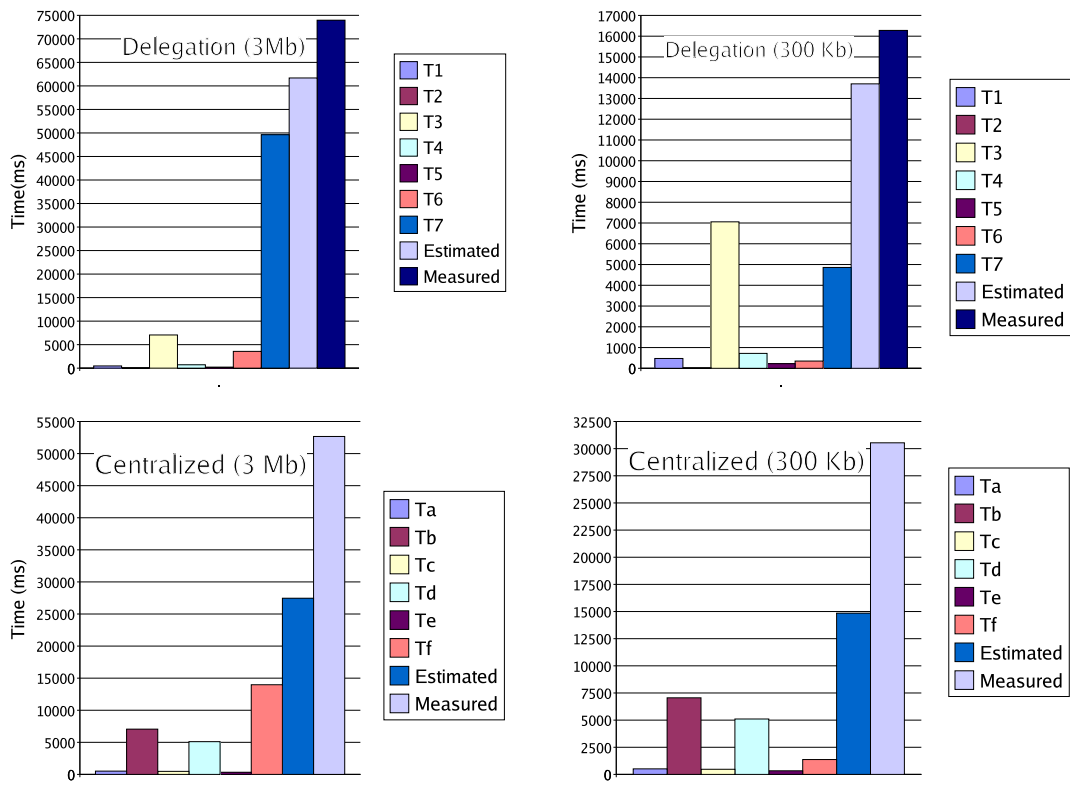 Delegation (3Mb)
Time(ms)
75000
70000
65000
60000
55000
50000
45000
40000
35000
30000
25000
20000
15000
10000
5000
0
T1
T2
T3
T4
T5
T6
T7
Estimated
Measured
Delegation (300 Kb)
Time (ms)
17000
16000
15000
14000
13000
12000
11000
10000
9000
8000
7000
6000
5000
4000
3000
2000
1000
0
T1
T2
T3
T4
T5
T6
T7
Estimated
Measured
Centralized (3 Mb)
Time (ms)
55000
50000
45000
40000
35000
30000
25000
20000
15000
10000
5000
0
Ta
Tb
Tc
Td
Te
Tf
Estimated
Measured
Centralized (300 Kb)
32500
30000
27500
25000
22500
20000
17500
15000
12500
10000
7500
5000
2500
0
Ta
Tb
Tc
Td
Te
Tf
Estimated
Measured